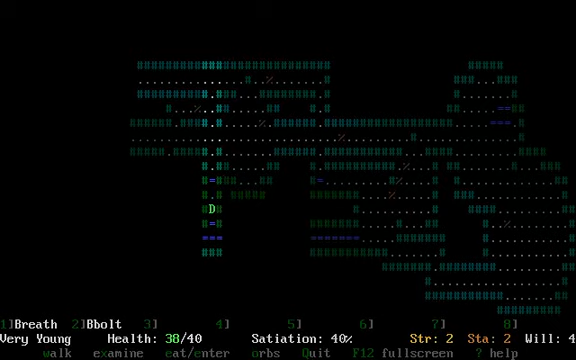 1]Breath 2]Bbolt 3] 4] 5] 6] 7] 8]
Very Young Health: 38/40 Satiation: 40% Str: 2 Sta: 2 Will: 4
walk examine eat/enter orbs Quit F12 fullscreen ? help